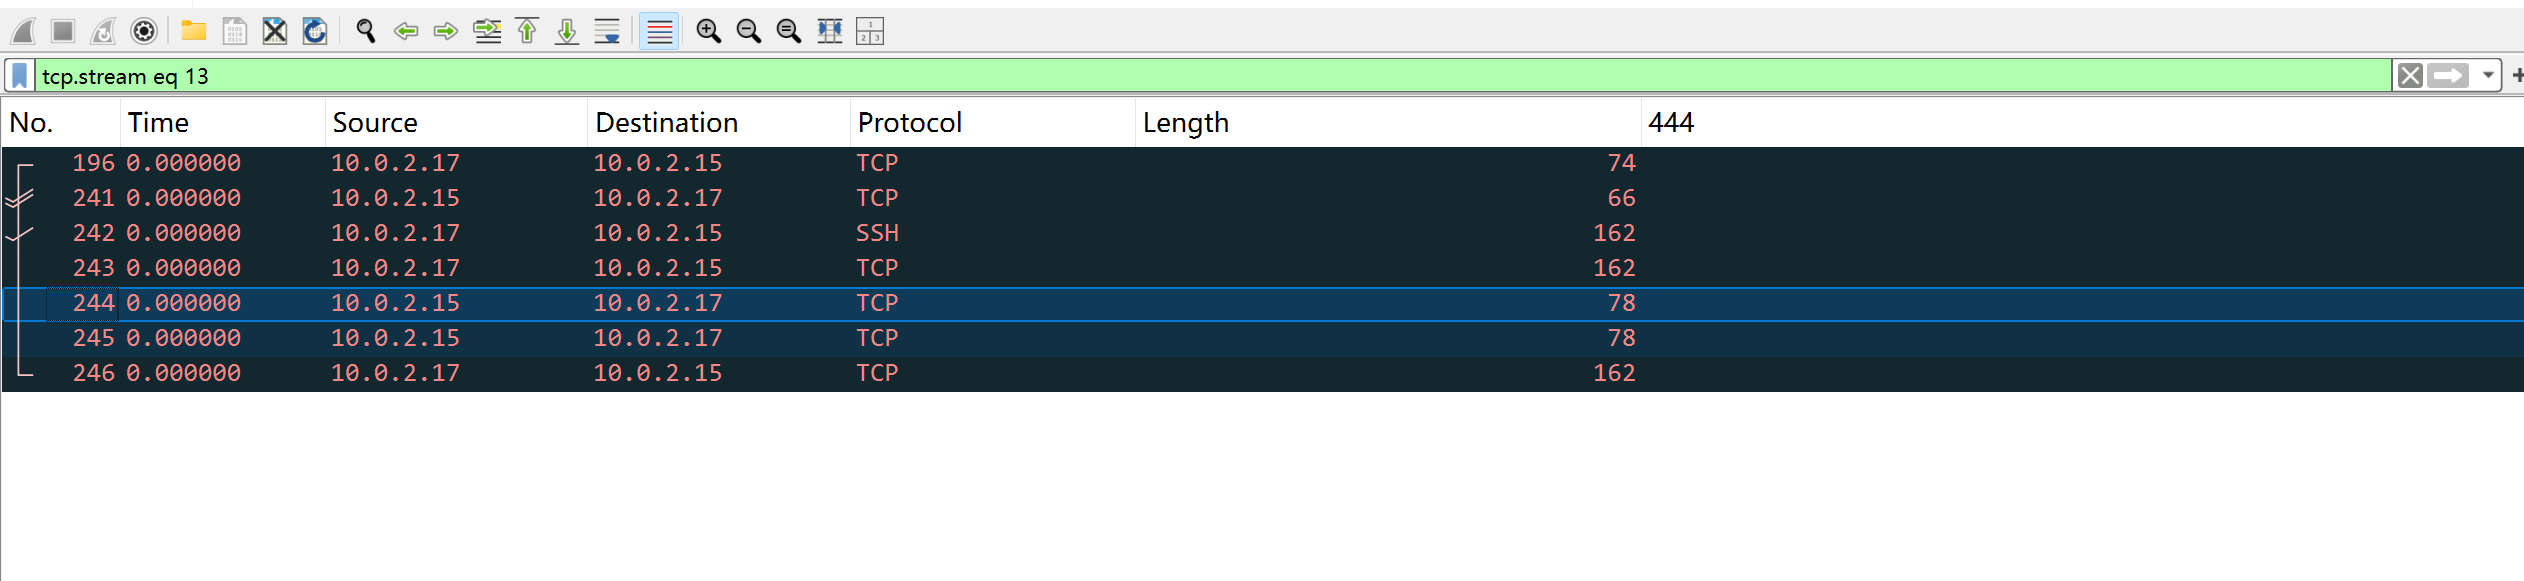 tcp.stream eq 13
No. Time Source Destination Protocol Length 444
196 0.000000 10.0.2.17 10.0.2.15 TCP 74
241 0.000000 10.0.2.15 10.0.2.17 TCP 66
242 0.000000 10.0.2.17 10.0.2.15 SSH 162
243 0.000000 10.0.2.17 10.0.2.15 TCP 162
244 0.000000 10.0.2.15 10.0.2.17 TCP 78
245 0.000000 10.0.2.15 10.0.2.17 TCP 78
246 0.000000 10.0.2.17 10.0.2.15 TCP 162